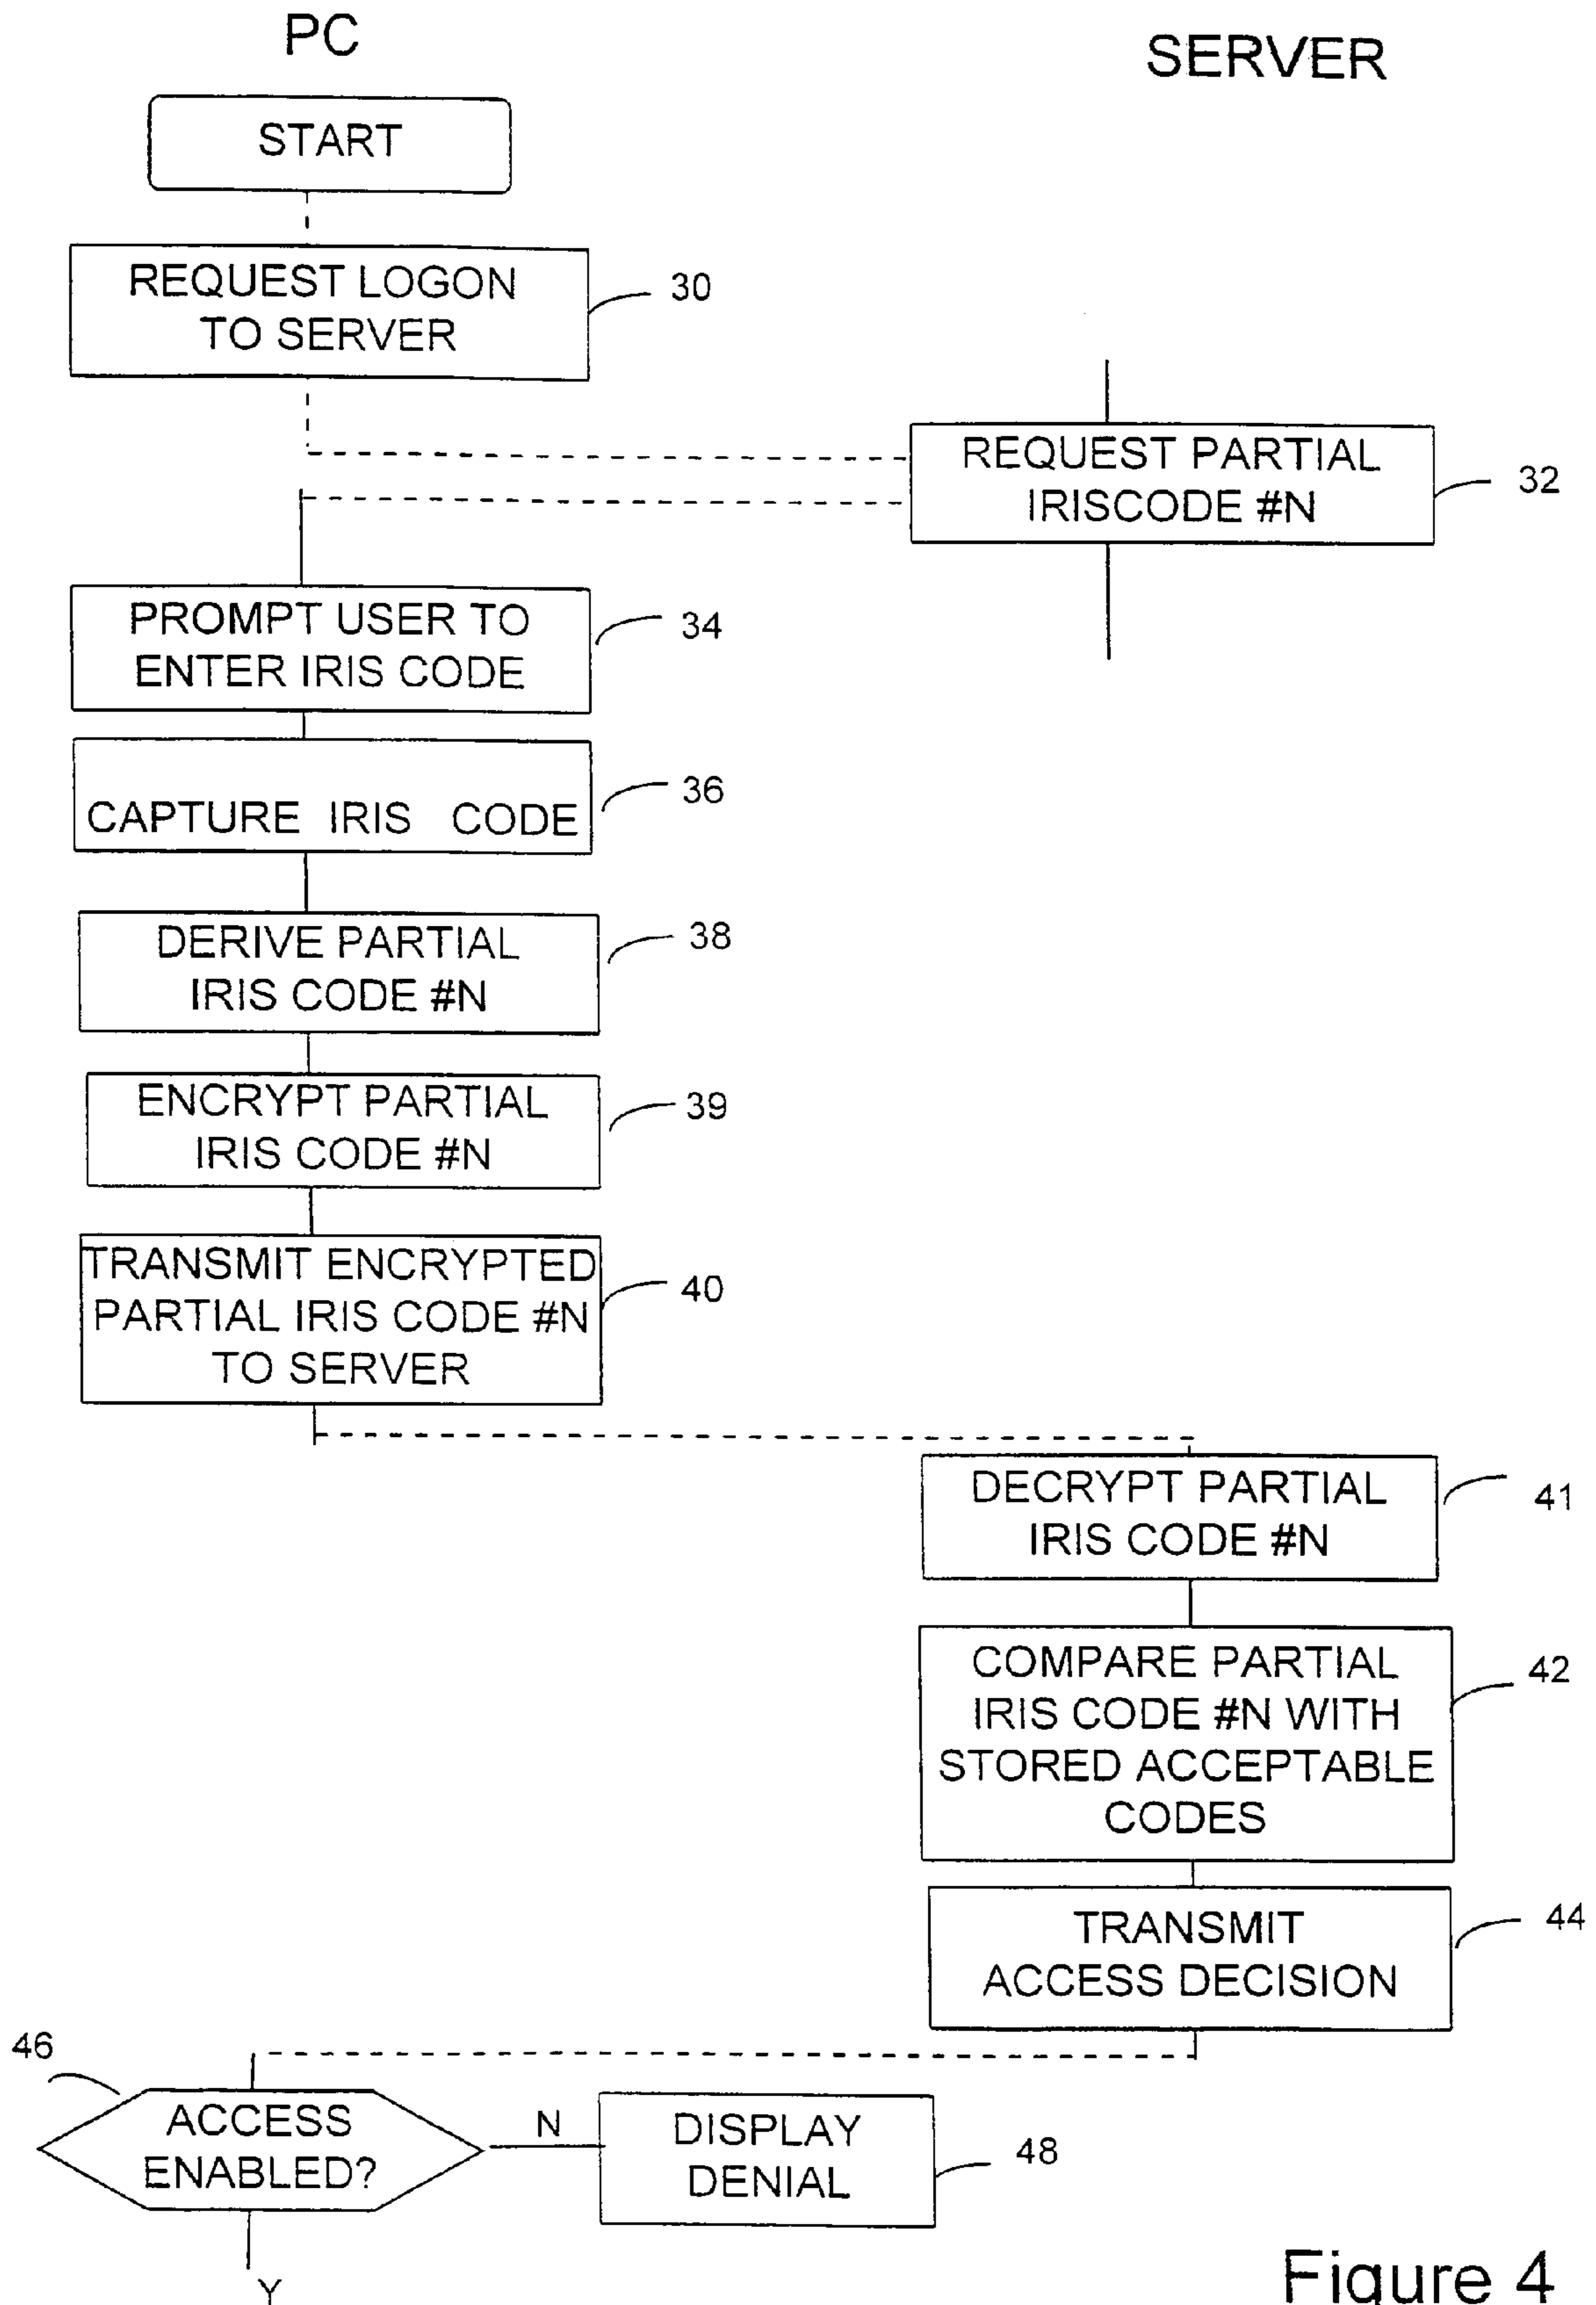 PC
SERVER
START
REQUEST LOGON
TO SERVER
30
REQUEST PARTIAL
IRISCODE #N
32
PROMPT USER TO
ENTER IRIS CODE
34
CAPTURE IRIS CODE
36
DERIVE PARTIAL
IRIS CODE #N
38
ENCRYPT PARTIAL
IRIS CODE #N
39
TRANSMIT ENCRYPTED
PARTIAL IRIS CODE #N
TO SERVER
40
DECRYPT PARTIAL
IRIS CODE #N
41
COMPARE PARTIAL
IRIS CODE #N WITH
STORED ACCEPTABLE
CODES
42
TRANSMIT
ACCESS DECISION
44
46
ACCESS
ENABLED?
N
DISPLAY
DENIAL
48
Y
Figure 4